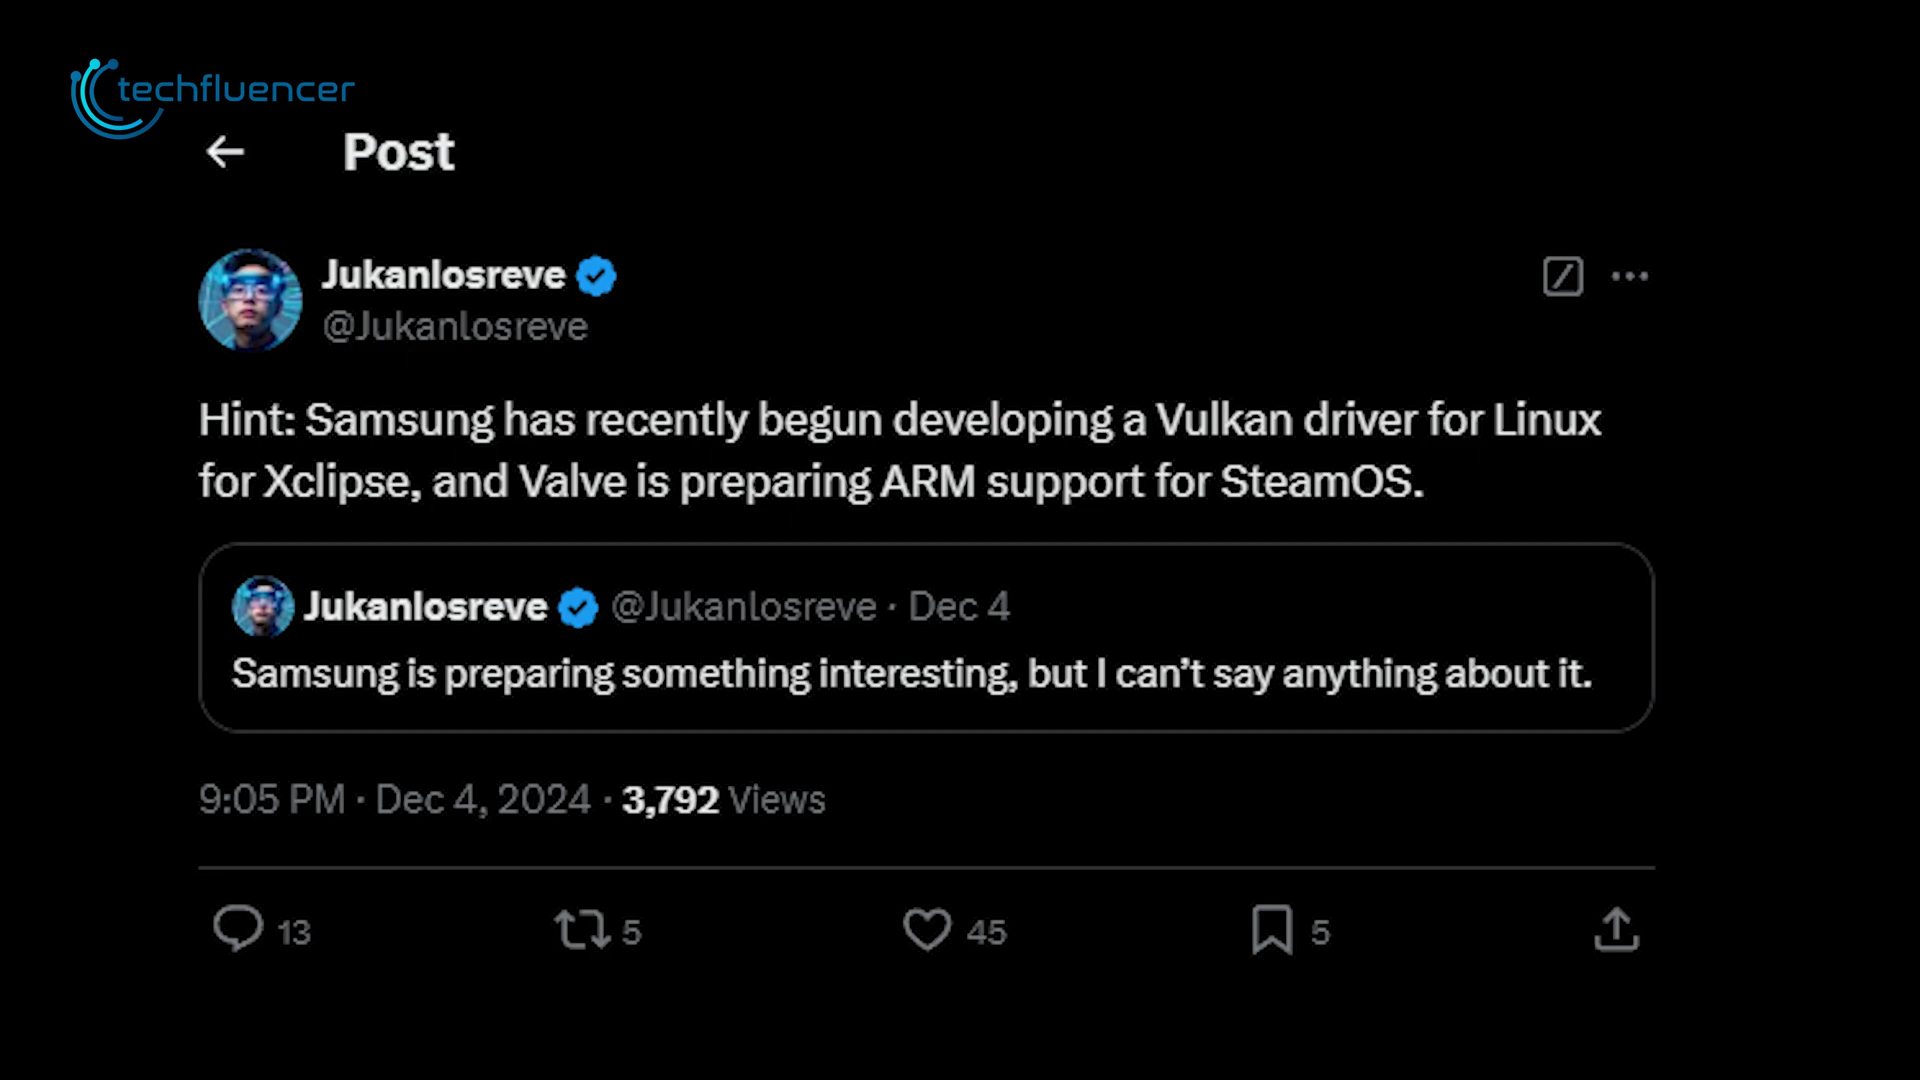 techfluencer
Post
Jukanlosreve
@Jukanlosreve
Hint: Samsung has recently begun developing a Vulkan driver for Linux
for Xclipse, and Valve is preparing ARM support for SteamOS.
Jukanlosreve @Jukanlosreve · Dec 4
Samsung is preparing something interesting, but I can’t say anything about it.
9:05 PM · Dec 4, 2024 · 3,792 Views
13 5 45 5